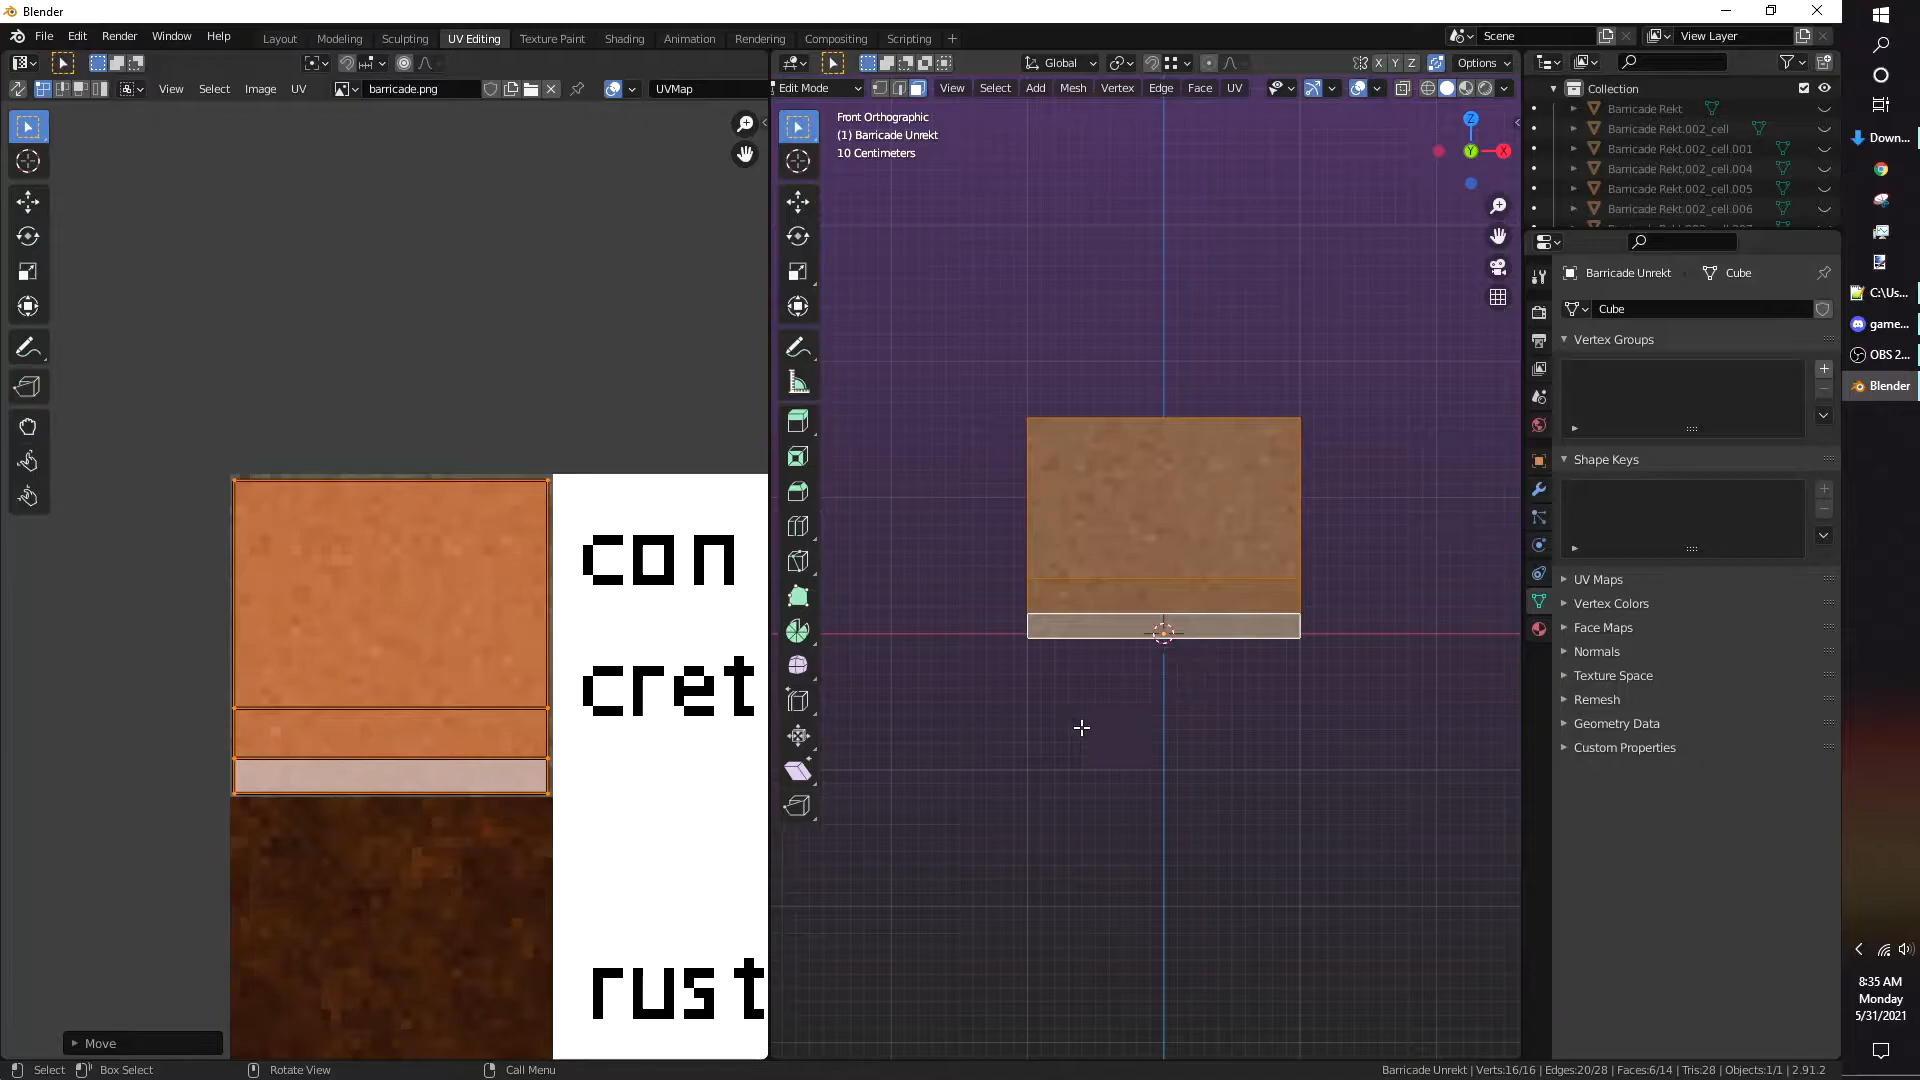 Blender
File Edit Render Window Help
Layout Modeling Sculpting UV Editing Texture Paint Shading Animation Rendering Compositing Scripting +
Scene
View Layer
Global
X Y Z
Options
View Select Image UV
barricade.png
UVMap
Edit Mode
View Select Add Mesh Vertex Edge Face UV
Front Orthographic
(1) Barricade Unrekt
10 Centimeters
Z
Y
X
con
cret
rust
Collection
Barricade Rekt
Barricade Rekt.002_cell
Barricade Rekt.002_cell.001
Barricade Rekt.002_cell.004
Barricade Rekt.002_cell.005
Barricade Rekt.002_cell.006
Barricade Unrekt
Cube
Cube
Vertex Groups
Shape Keys
UV Maps
Vertex Colors
Face Maps
Normals
Texture Space
Remesh
Geometry Data
Custom Properties
Down...
C:\Us...
game...
OBS 2...
Blender
8:35 AM
Monday
5/31/2021
Move
Select
Box Select
Rotate View
Call Menu
Barricade Unrekt | Verts:16/16 | Edges:20/28 | Faces:6/14 | Tris:28 | Objects:1/1 | 2.91.2